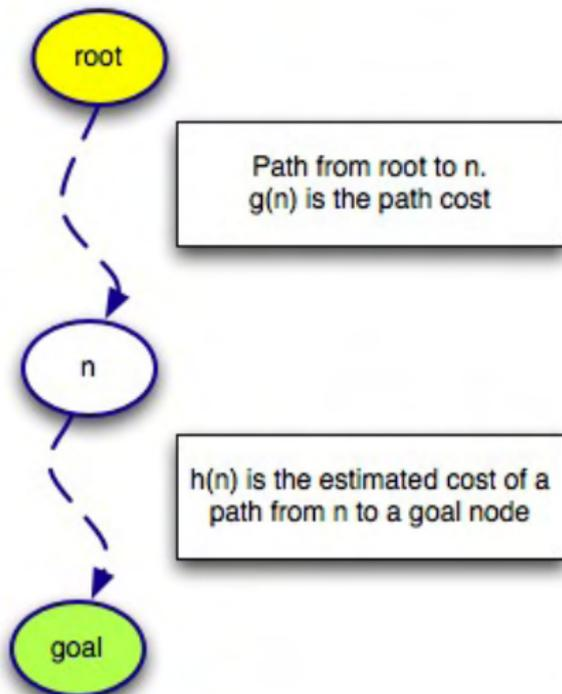 root
Path from root to n.
g(n) is the path cost
n
h(n) is the estimated cost of a
path from n to a goal node
goal